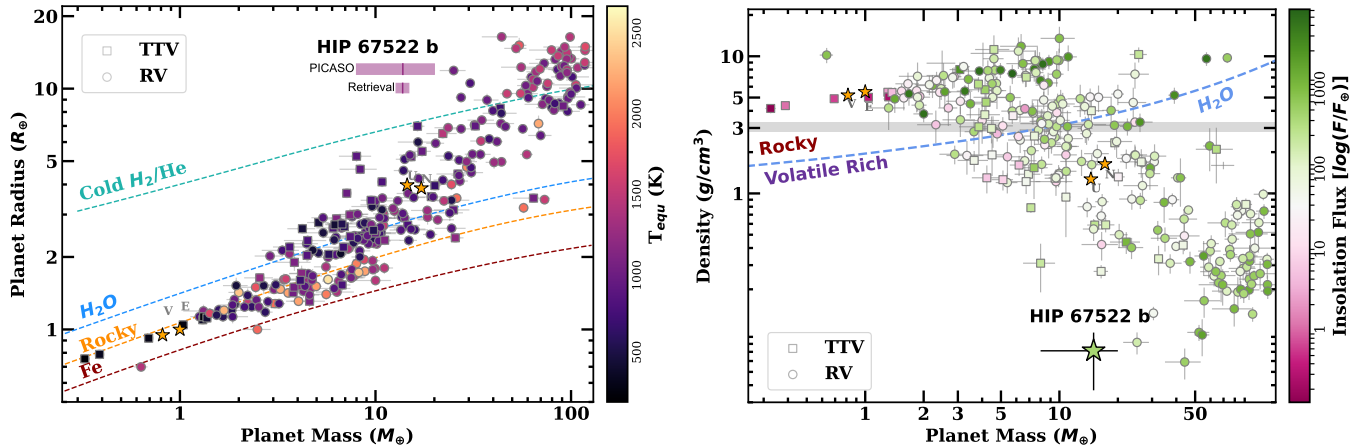 20
10
5
2
1
1
10
100
Planet Radius (R⊕)
Planet Mass (M⊕)
TTV
RV
HIP 67522 b
PICASO
Retrieval
Cold H₂/He
H₂O
Rocky
Fe
V
E
N
2500
2000
1500
1000
500
T_equ (K)
10
5
3
1
1
2
3
5
10
50
Density (g/cm³)
Planet Mass (M⊕)
H₂O
Rocky
Volatile Rich
V
E
N
HIP 67522 b
TTV
RV
1000
100
10
1
Insolation Flux [log(F/F⊕)]